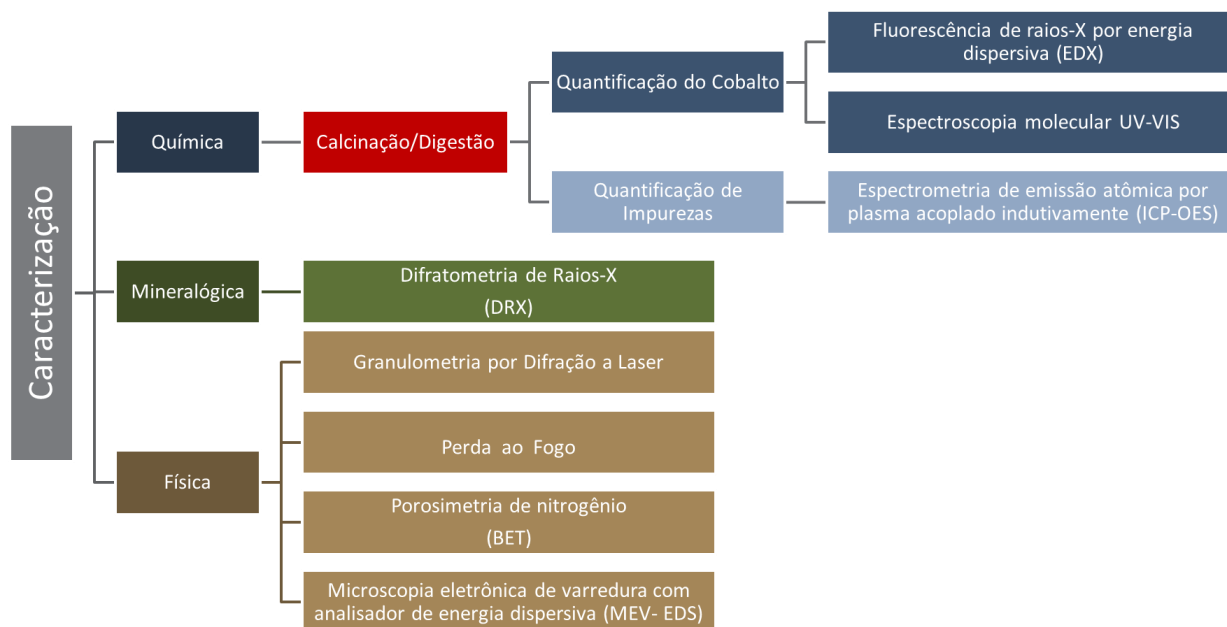 Caracterização
Química
Calcinação/Digestão
Quantificação do Cobalto
Fluorescência de raios-X por energia
dispersiva (EDX)
Espectroscopia molecular UV-VIS
Quantificação de
Impurezas
Espectrometria de emissão atômica por
plasma acoplado indutivamente (ICP-OES)
Mineralógica
Difratometria de Raios-X
(DRX)
Física
Granulometria por Difração a Laser
Perda ao Fogo
Porosimetria de nitrogênio
(BET)
Microscopia eletrônica de varredura com
analisador de energia dispersiva (MEV- EDS)